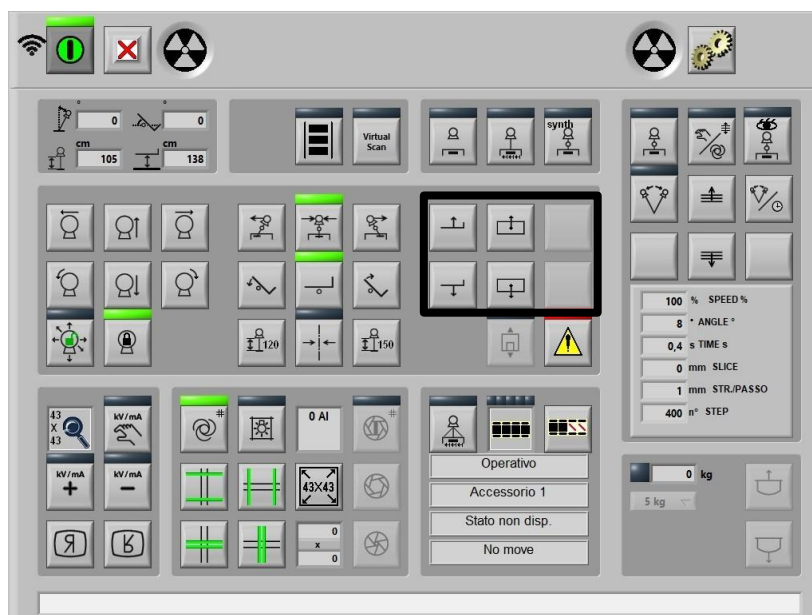 ° °
0 0
cm cm
105 138
Virtual
Scan
synth
120
150
100 % SPEED %
8 ° ANGLE °
0,4 s TIME s
0 mm SLICE
1 mm STR./PASSO
400 n° STEP
43
X
43
kV/mA
kV/mA
+
kV/mA
-
R
R
#
0 Al
#
43X43
0
x
0
Operativo
Accessorio 1
Stato non disp.
No move
0 kg
5 kg